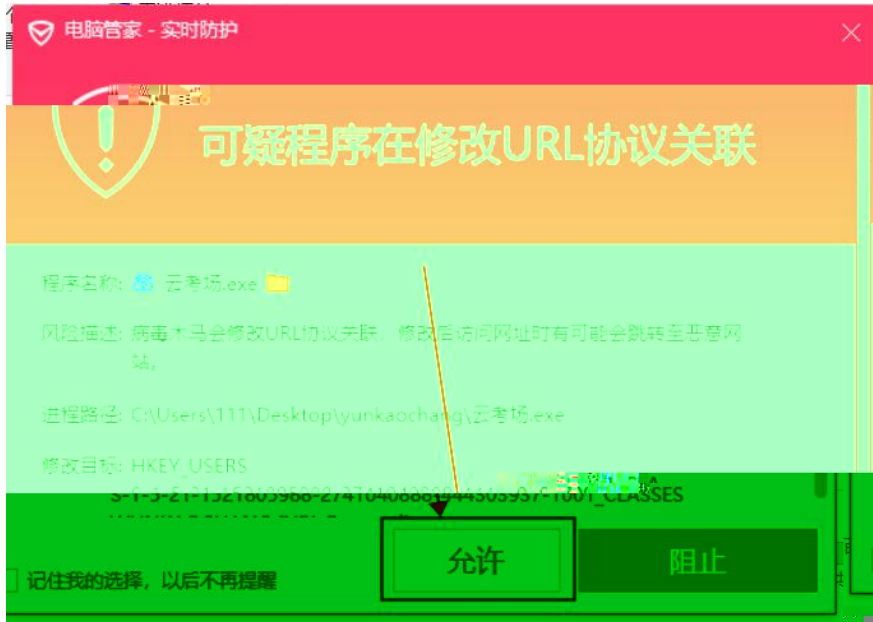 电脑管家 - 实时防护
可疑程序在修改URL协议关联
程序名称: 云考场.exe
风险描述: 病毒木马会修改URL协议关联, 修改后访问网址时有可能会跳转至恶意网
站。
进程路径: C:\Users\111\Desktop\yunkaochang\云考场.exe
修改目标: HKEY_USERS
记住我的选择，以后不再提醒
允许
阻止